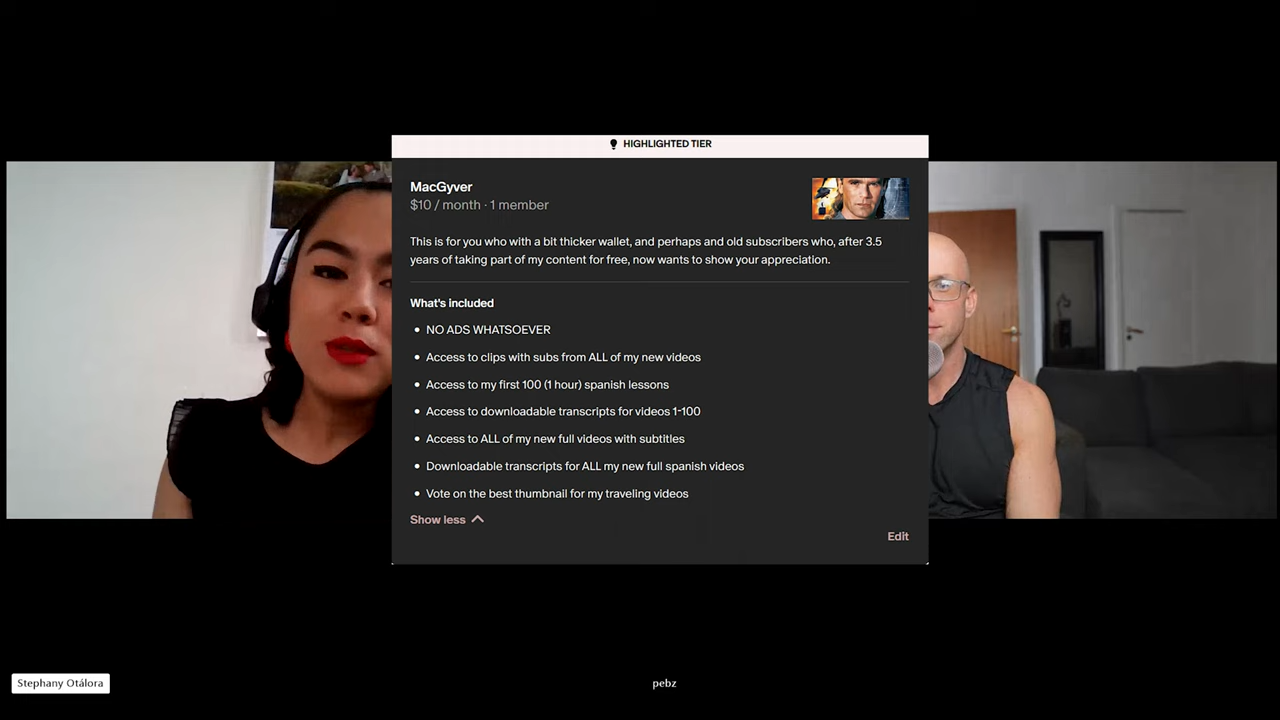 HIGHLIGHTED TIER
MacGyver
$10 / month · 1 member
This is for you who with a bit thicker wallet, and perhaps and old subscribers who, after 3.5
years of taking part of my content for free, now wants to show your appreciation.
What's included
• NO ADS WHATSOEVER
• Access to clips with subs from ALL of my new videos
• Access to my first 100 (1 hour) spanish lessons
• Access to downloadable transcripts for videos 1-100
• Access to ALL of my new full videos with subtitles
• Downloadable transcripts for ALL my new full spanish videos
• Vote on the best thumbnail for my traveling videos
Show less
Edit
Stephany Otálora
pebz